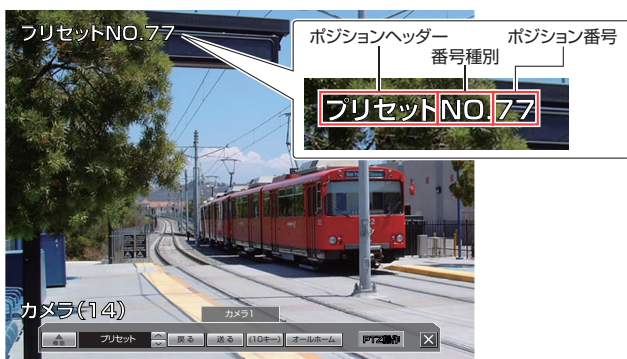 プリセットNO.77
ポジションヘッダー
番号種別
ポジション番号
プリセットNO.77
カメラ(14)
カメラ1
プリセット 戻る 送る (10キー) オールホーム PTZ操作